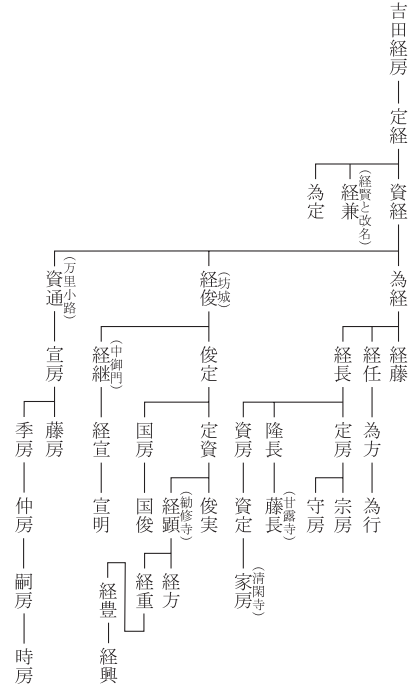 吉田経房
定経
資経
経兼
(経賢と改名)
為定
為経
経俊
(坊城)
資通
(万里小路)
経藤
経任
経長
俊定
経継
(中御門)
宣房
為方
定房
隆長
資房
定資
国房
経宣
藤房
季房
為行
宗房
守房
藤長
(甘露寺)
資定
俊実
経顕
(勧修寺)
国俊
宣明
仲房
家房
(清閑寺)
経方
経重
経豊
嗣房
経興
時房